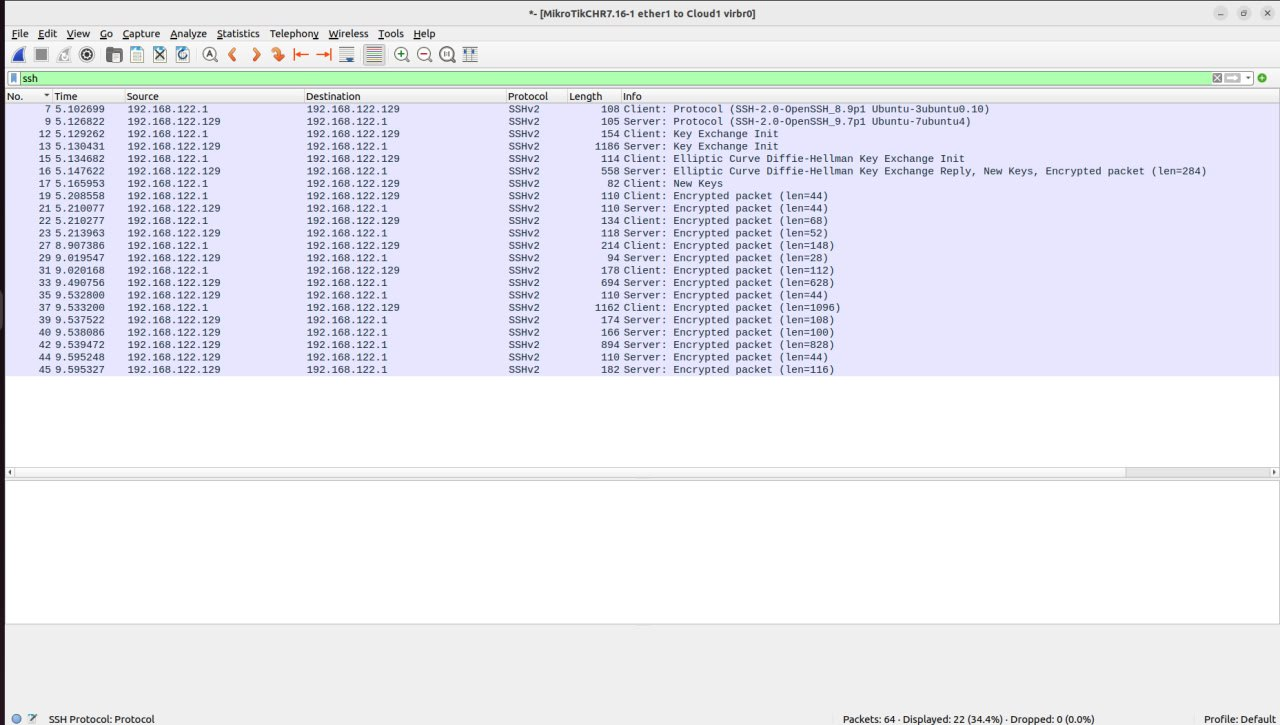 *- [MikroTikCHR7.16-1 ether1 to Cloud1 virbr0]
File Edit View Go Capture Analyze Statistics Telephony Wireless Tools Help
ssh
No. Time Source Destination Protocol Length Info
7 5.102699 192.168.122.1 192.168.122.129 SSHv2 108 Client: Protocol (SSH-2.0-OpenSSH_8.9p1 Ubuntu-3ubuntu0.10)
9 5.126822 192.168.122.129 192.168.122.1 SSHv2 105 Server: Protocol (SSH-2.0-OpenSSH_9.7p1 Ubuntu-7ubuntu4)
12 5.129262 192.168.122.1 192.168.122.129 SSHv2 154 Client: Key Exchange Init
13 5.130431 192.168.122.129 192.168.122.1 SSHv2 1186 Server: Key Exchange Init
15 5.134682 192.168.122.1 192.168.122.129 SSHv2 114 Client: Elliptic Curve Diffie-Hellman Key Exchange Init
16 5.147622 192.168.122.129 192.168.122.1 SSHv2 558 Server: Elliptic Curve Diffie-Hellman Key Exchange Reply, New Keys, Encrypted packet (len=284)
17 5.165953 192.168.122.1 192.168.122.129 SSHv2 82 Client: New Keys
19 5.208558 192.168.122.1 192.168.122.129 SSHv2 110 Client: Encrypted packet (len=44)
21 5.210077 192.168.122.129 192.168.122.1 SSHv2 110 Server: Encrypted packet (len=44)
22 5.210277 192.168.122.1 192.168.122.129 SSHv2 134 Client: Encrypted packet (len=68)
23 5.213963 192.168.122.129 192.168.122.1 SSHv2 118 Server: Encrypted packet (len=52)
27 8.907386 192.168.122.1 192.168.122.129 SSHv2 214 Client: Encrypted packet (len=148)
29 9.019547 192.168.122.129 192.168.122.1 SSHv2 94 Server: Encrypted packet (len=28)
31 9.020168 192.168.122.1 192.168.122.129 SSHv2 178 Client: Encrypted packet (len=112)
33 9.490756 192.168.122.129 192.168.122.1 SSHv2 694 Server: Encrypted packet (len=628)
35 9.532800 192.168.122.129 192.168.122.1 SSHv2 110 Server: Encrypted packet (len=44)
37 9.533200 192.168.122.1 192.168.122.129 SSHv2 1162 Client: Encrypted packet (len=1096)
39 9.537522 192.168.122.129 192.168.122.1 SSHv2 174 Server: Encrypted packet (len=108)
40 9.538086 192.168.122.129 192.168.122.1 SSHv2 166 Server: Encrypted packet (len=100)
42 9.539472 192.168.122.129 192.168.122.1 SSHv2 894 Server: Encrypted packet (len=828)
44 9.595248 192.168.122.129 192.168.122.1 SSHv2 110 Server: Encrypted packet (len=44)
45 9.595327 192.168.122.129 192.168.122.1 SSHv2 182 Server: Encrypted packet (len=116)
SSH Protocol: Protocol Packets: 64 · Displayed: 22 (34.4%) · Dropped: 0 (0.0%) Profile: Default